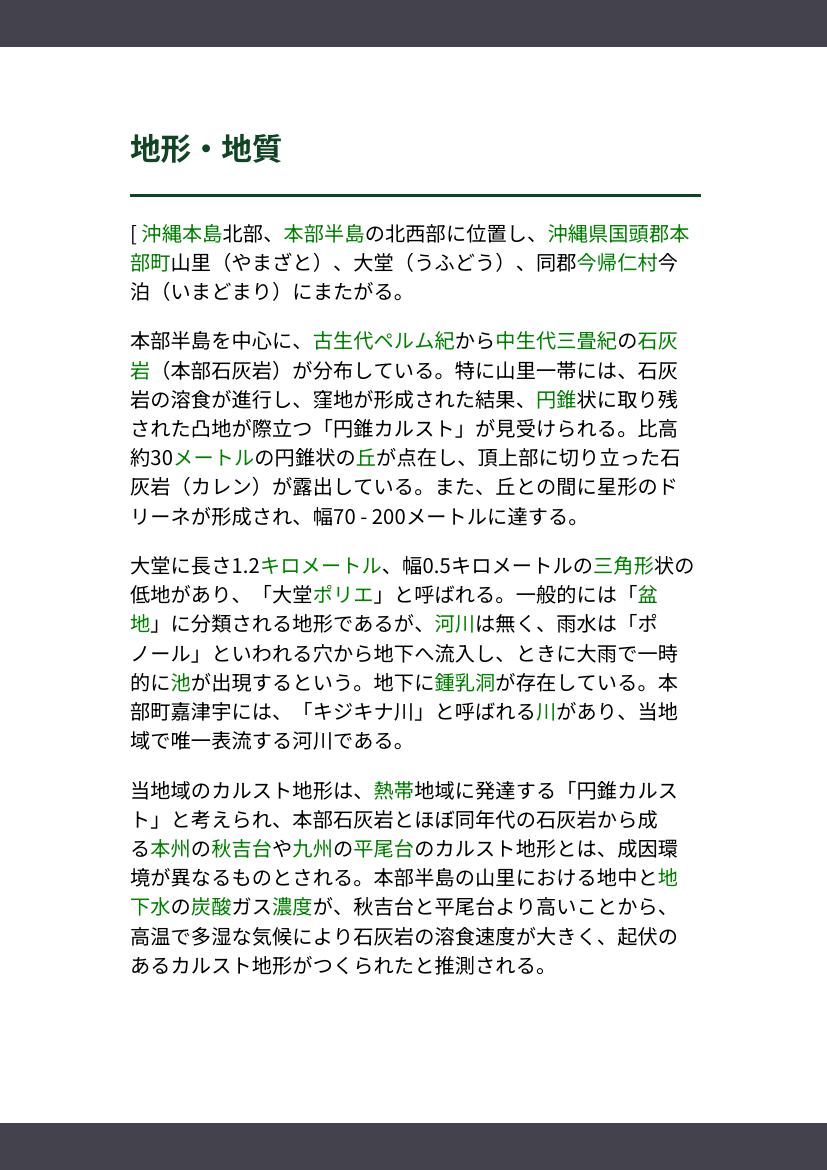 地形・地質
[ 沖縄本島北部、本部半島の北西部に位置し、沖縄県国頭郡本
部町山里（やまざと）、大堂（うふどう）、同郡今帰仁村今
泊（いまどまり）にまたがる。
本部半島を中心に、古生代ペルム紀から中生代三畳紀の石灰
岩（本部石灰岩）が分布している。特に山里一帯には、石灰
岩の溶食が進行し、窪地が形成された結果、円錐状に取り残
された凸地が際立つ「円錐カルスト」が見受けられる。比高
約30メートルの円錐状の丘が点在し、頂上部に切り立った石
灰岩（カレン）が露出している。また、丘との間に星形のド
リーネが形成され、幅70 - 200メートルに達する。
大堂に長さ1.2キロメートル、幅0.5キロメートルの三角形状の
低地があり、「大堂ポリエ」と呼ばれる。一般的には「盆
地」に分類される地形であるが、河川は無く、雨水は「ポ
ノール」といわれる穴から地下へ流入し、ときに大雨で一時
的に池が出現するという。地下に鍾乳洞が存在している。本
部町嘉津宇には、「キジキナ川」と呼ばれる川があり、当地
域で唯一表流する河川である。
当地域のカルスト地形は、熱帯地域に発達する「円錐カルス
ト」と考えられ、本部石灰岩とほぼ同年代の石灰岩から成
る本州の秋吉台や九州の平尾台のカルスト地形とは、成因環
境が異なるものとされる。本部半島の山里における地中と地
下水の炭酸ガス濃度が、秋吉台と平尾台より高いことから、
高温で多湿な気候により石灰岩の溶食速度が大きく、起伏の
あるカルスト地形がつくられたと推測される。